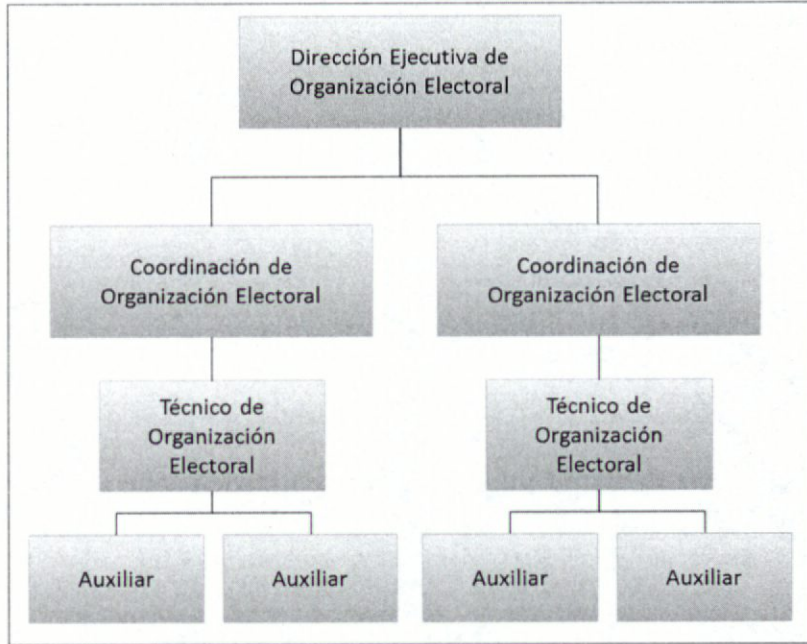 Dirección Ejecutiva de
Organización Electoral
Coordinación de
Organización Electoral
Coordinación de
Organización Electoral
Técnico de
Organización
Electoral
Técnico de
Organización
Electoral
Auxiliar
Auxiliar
Auxiliar
Auxiliar